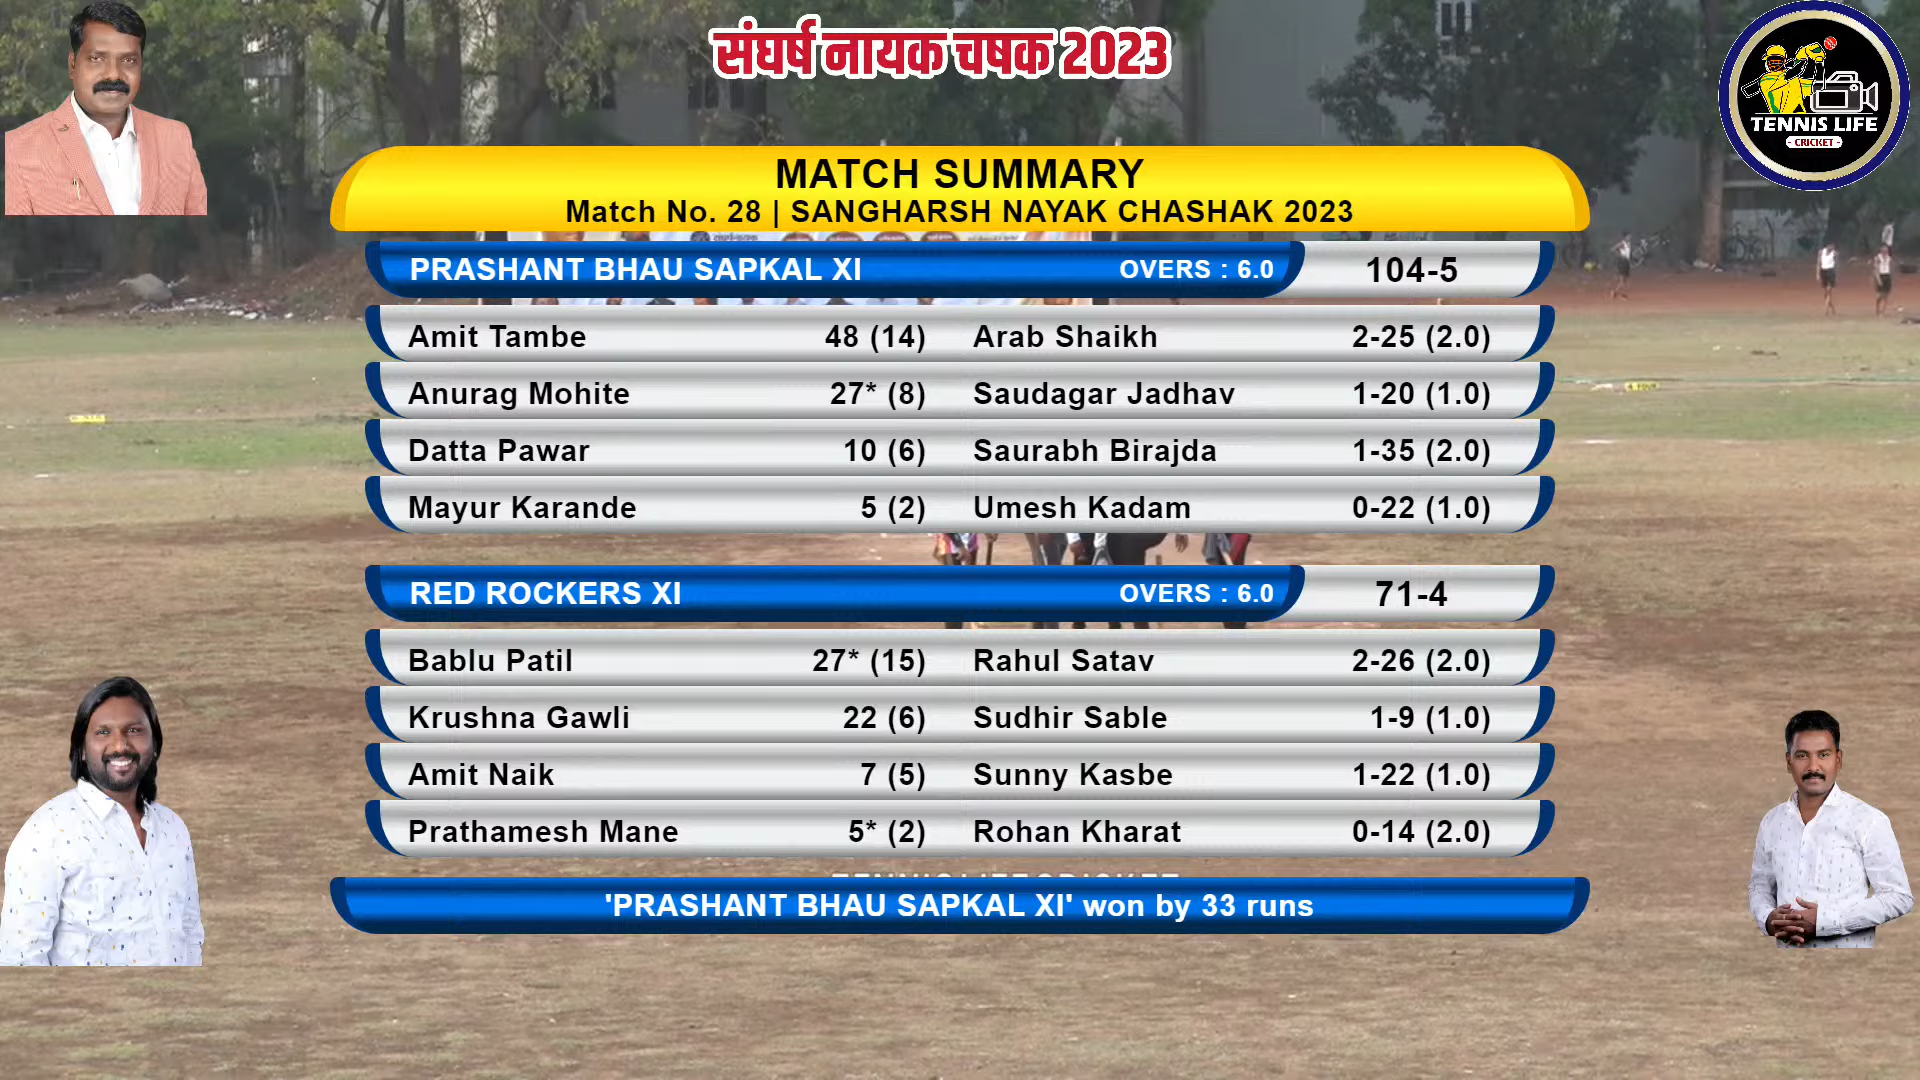 संघर्ष नायक चषक 2023
TENNIS LIFE
- CRICKET -
MATCH SUMMARY
Match No. 28 | SANGHARSH NAYAK CHASHAK 2023
PRASHANT BHAU SAPKAL XI OVERS : 6.0 104-5
Amit Tambe 48 (14) Arab Shaikh 2-25 (2.0)
Anurag Mohite 27* (8) Saudagar Jadhav 1-20 (1.0)
Datta Pawar 10 (6) Saurabh Birajda 1-35 (2.0)
Mayur Karande 5 (2) Umesh Kadam 0-22 (1.0)
RED ROCKERS XI OVERS : 6.0 71-4
Bablu Patil 27* (15) Rahul Satav 2-26 (2.0)
Krushna Gawli 22 (6) Sudhir Sable 1-9 (1.0)
Amit Naik 7 (5) Sunny Kasbe 1-22 (1.0)
Prathamesh Mane 5* (2) Rohan Kharat 0-14 (2.0)
'PRASHANT BHAU SAPKAL XI' won by 33 runs